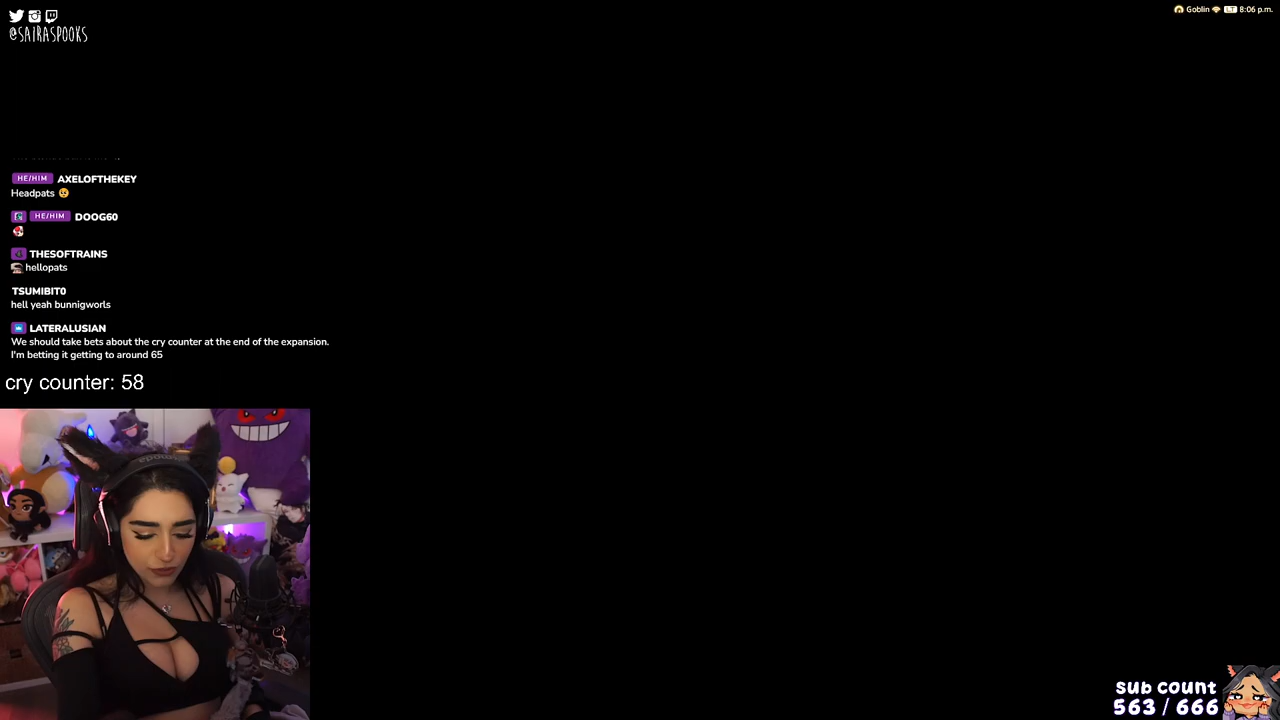 Goblin LT 8:06 p.m.
@SAIRASPOOKS
HE/HIM AXELOFTHEKEY
Headpats
HE/HIM DOOG60
THESOFTRAINS
hellopats
TSUMIBIT0
hell yeah bunnigworls
LATERALUSIAN
We should take bets about the cry counter at the end of the expansion.
I'm betting it getting to around 65
cry counter: 58
sub count
563 / 666